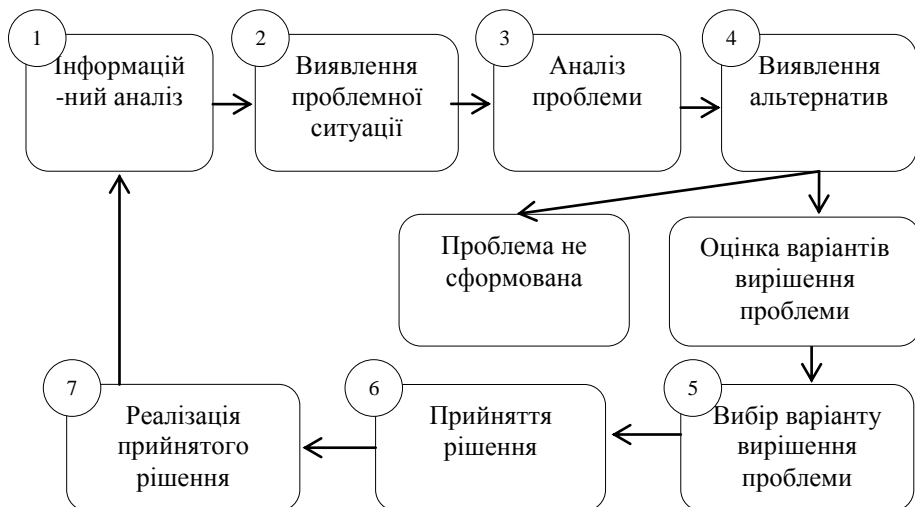 1
Інформацій
-ний аналіз
2
Виявлення
проблемної
ситуації
3
Аналіз
проблеми
4
Виявлення
альтернатив
Проблема не
сформована
Оцінка варіантів
вирішення
проблеми
7
Реалізація
прийнятого
рішення
6
Прийняття
рішення
5
Вибір варіанту
вирішення
проблеми